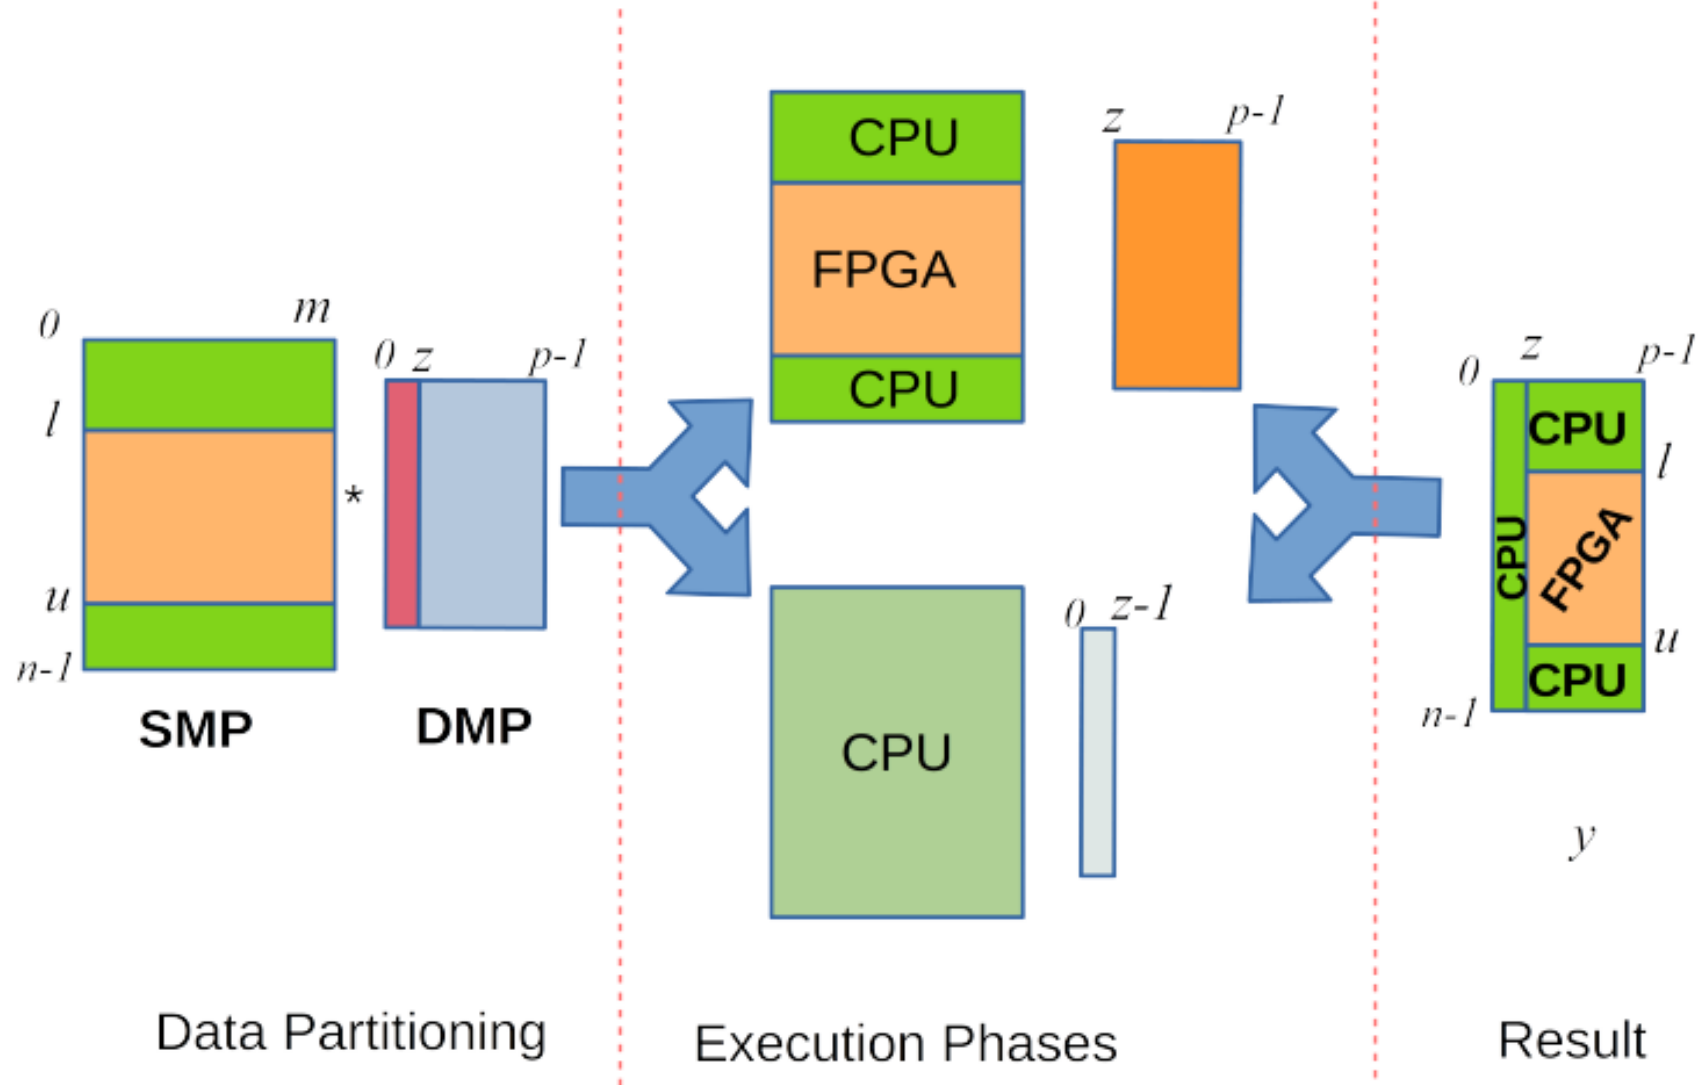 0
m
l
u
n-1
SMP
*
0 z p-1
DMP
Data Partitioning
CPU
FPGA
CPU
z p-1
CPU
0 z-1
Execution Phases
0 z p-1
CPU
CPU
FPGA
CPU
l
u
n-1
y
Result